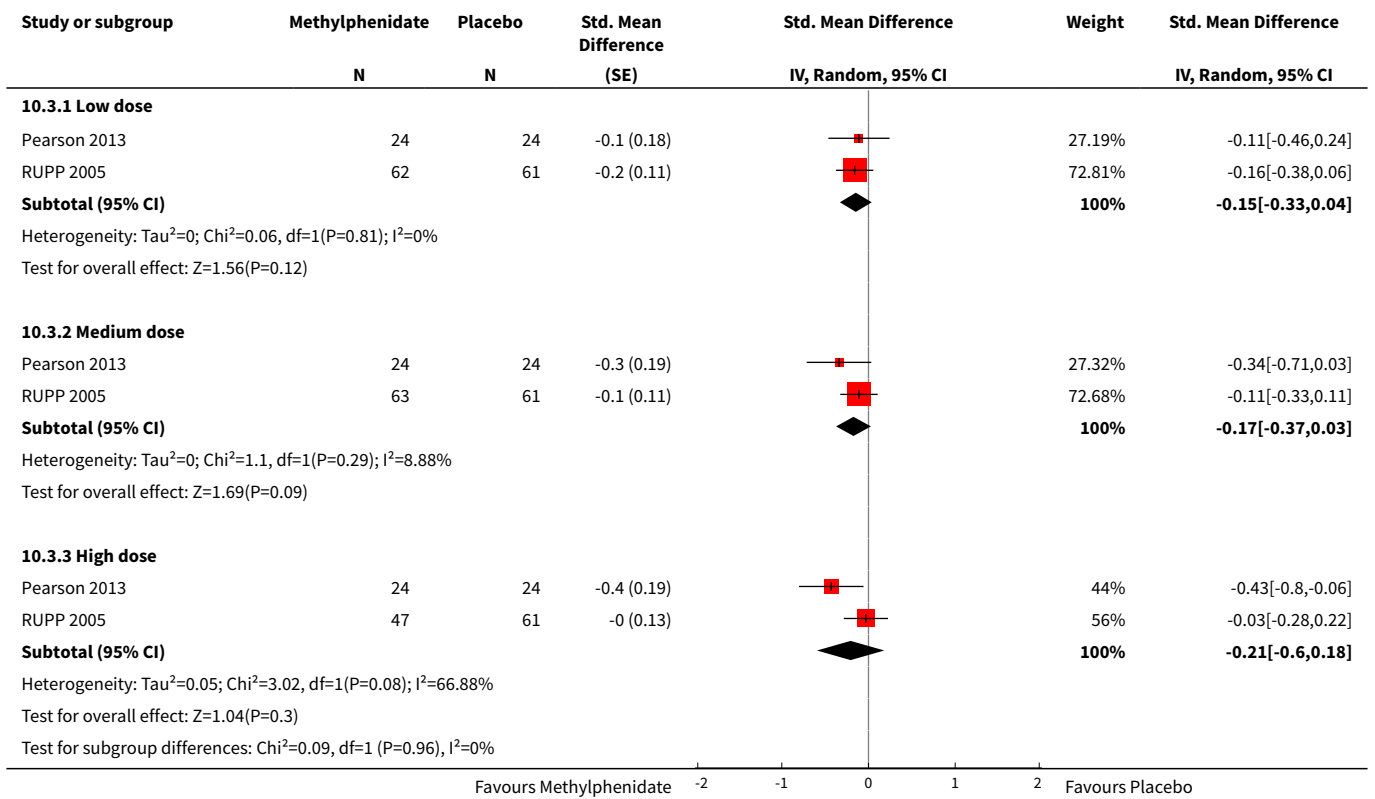 Study or subgroup Methylphenidate Placebo Std. Mean Difference Std. Mean Difference Weight Std. Mean Difference
N N (SE) IV, Random, 95% CI IV, Random, 95% CI
10.3.1 Low dose
Pearson 2013 24 24 -0.1 (0.18) 27.19% -0.11[-0.46,0.24]
RUPP 2005 62 61 -0.2 (0.11) 72.81% -0.16[-0.38,0.06]
Subtotal (95% CI) 100% -0.15[-0.33,0.04]
Heterogeneity: Tau²=0; Chi²=0.06, df=1(P=0.81); I²=0%
Test for overall effect: Z=1.56(P=0.12)
10.3.2 Medium dose
Pearson 2013 24 24 -0.3 (0.19) 27.32% -0.34[-0.71,0.03]
RUPP 2005 63 61 -0.1 (0.11) 72.68% -0.11[-0.33,0.11]
Subtotal (95% CI) 100% -0.17[-0.37,0.03]
Heterogeneity: Tau²=0; Chi²=1.1, df=1(P=0.29); I²=8.88%
Test for overall effect: Z=1.69(P=0.09)
10.3.3 High dose
Pearson 2013 24 24 -0.4 (0.19) 44% -0.43[-0.8,-0.06]
RUPP 2005 47 61 -0 (0.13) 56% -0.03[-0.28,0.22]
Subtotal (95% CI) 100% -0.21[-0.6,0.18]
Heterogeneity: Tau²=0.05; Chi²=3.02, df=1(P=0.08); I²=66.88%
Test for overall effect: Z=1.04(P=0.3)
Test for subgroup differences: Chi²=0.09, df=1 (P=0.96), I²=0%
Favours Methylphenidate -2 -1 0 1 2 Favours Placebo